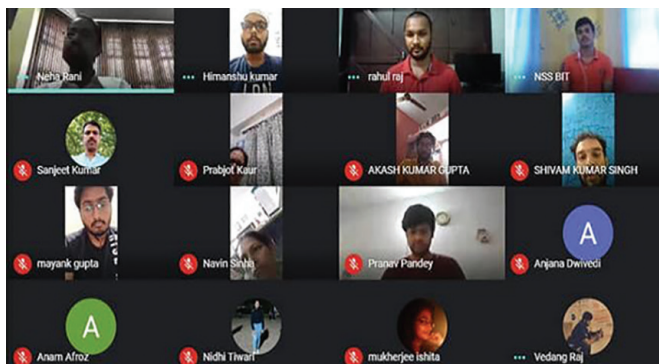 Neha Rani
Himanshu kumar
rahul raj
NSS BIT
Sanjeet Kumar
Prabjot Kaur
AKASH KUMAR GUPTA
SHIVAM KUMAR SINGH
mayank gupta
Navin Sinha
Pranav Pandey
A
Anjana Dwivedi
A
Anam Afroz
Nidhi Tiwari
mukherjee ishita
Vedang Raj